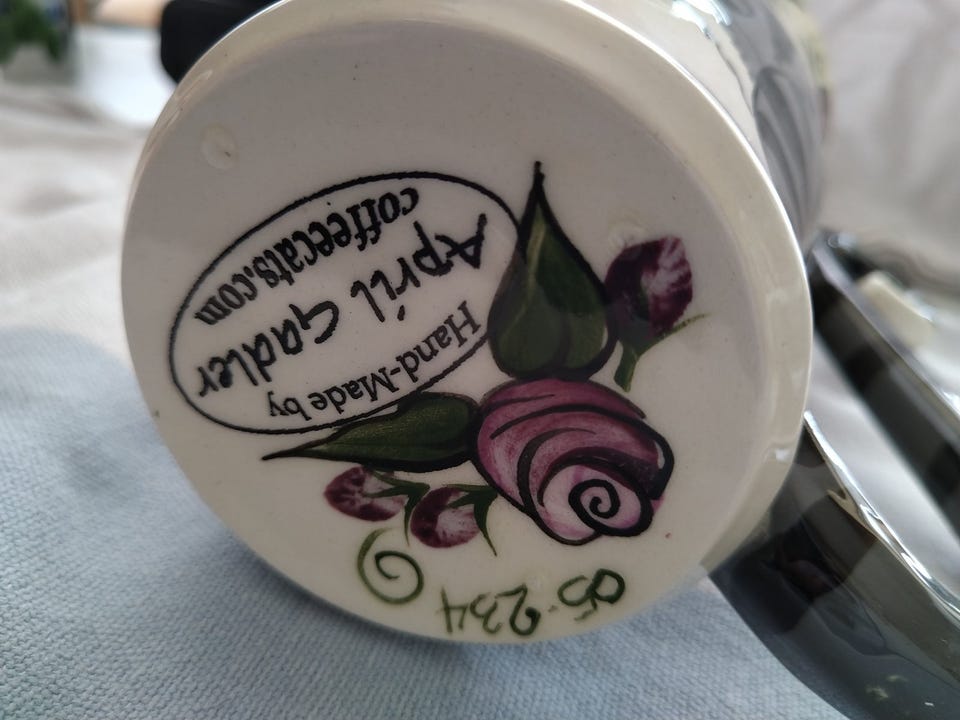 Hand-Made by
April Gadler
coffeecats.com
05-234